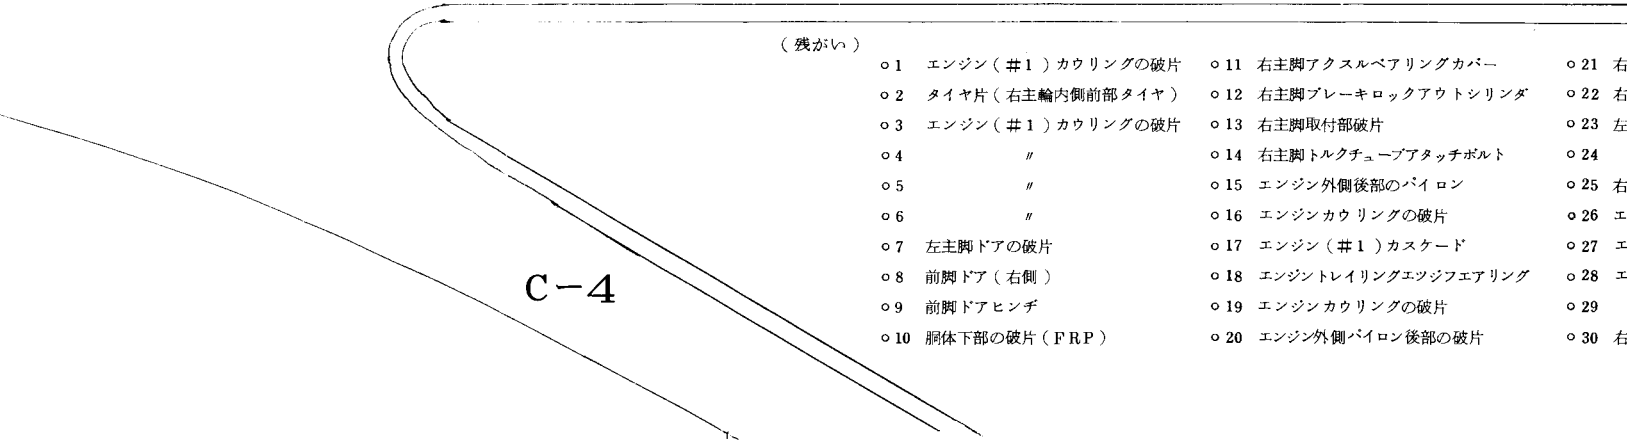 (残がい)
○1 エンジン(#1)カウリングの破片
○2 タイヤ片(右主輪内側前部タイヤ)
○3 エンジン(#1)カウリングの破片
○4 〃
○5 〃
○6 〃
○7 左主脚ドアの破片
○8 前脚ドア(右側)
○9 前脚ドアヒンヂ
○10 胴体下部の破片(FRP)
○11 右主脚アクスルベアリングカバー
○12 右主脚ブレーキロックアウトシリンダ
○13 右主脚取付部破片
○14 右主脚トルクチューブアタッチボルト
○15 エンジン外側後部のパイロン
○16 エンジンカウリングの破片
○17 エンジン(#1)カスケード
○18 エンジントレイリングエツジフエアリング
○19 エンジンカウリングの破片
○20 エンジン外側パイロン後部の破片
○21 右
○22 右
○23 左
○24
○25 右
○26 エ
○27 エ
○28 エ
○29
○30 右
C-4